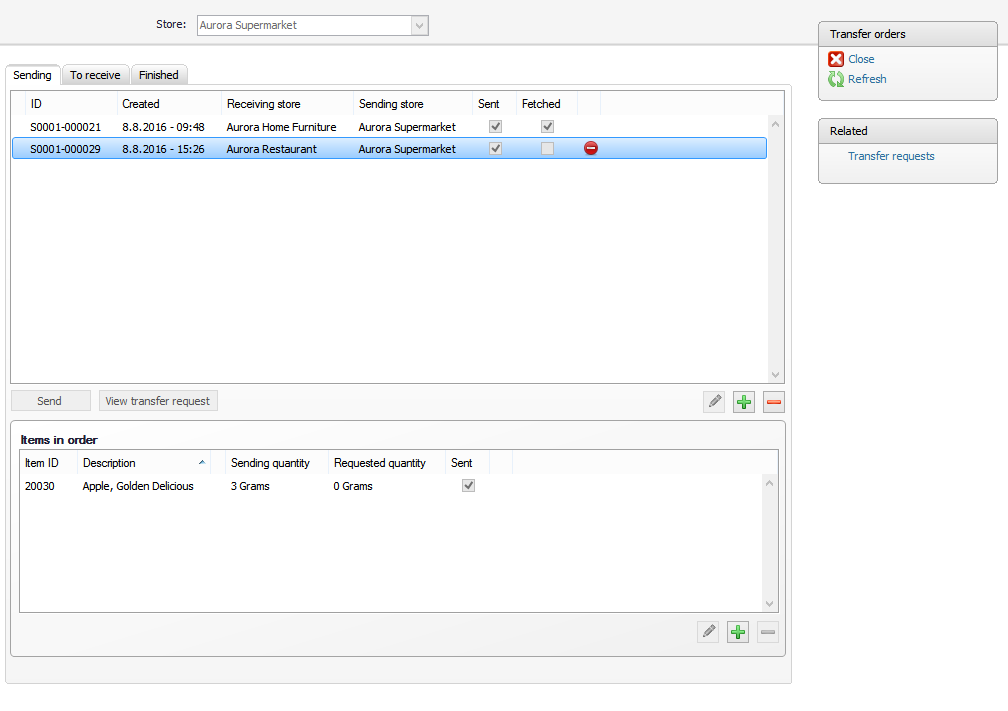 Store: Aurora Supermarket
Transfer orders
Close
Refresh
Related
Transfer requests
Sending To receive Finished
ID Created Receiving store Sending store Sent Fetched
S0001-000021 8.8.2016 - 09:48 Aurora Home Furniture Aurora Supermarket
S0001-000029 8.8.2016 - 15:26 Aurora Restaurant Aurora Supermarket
Send View transfer request
Items in order
Item ID Description Sending quantity Requested quantity Sent
20030 Apple, Golden Delicious 3 Grams 0 Grams